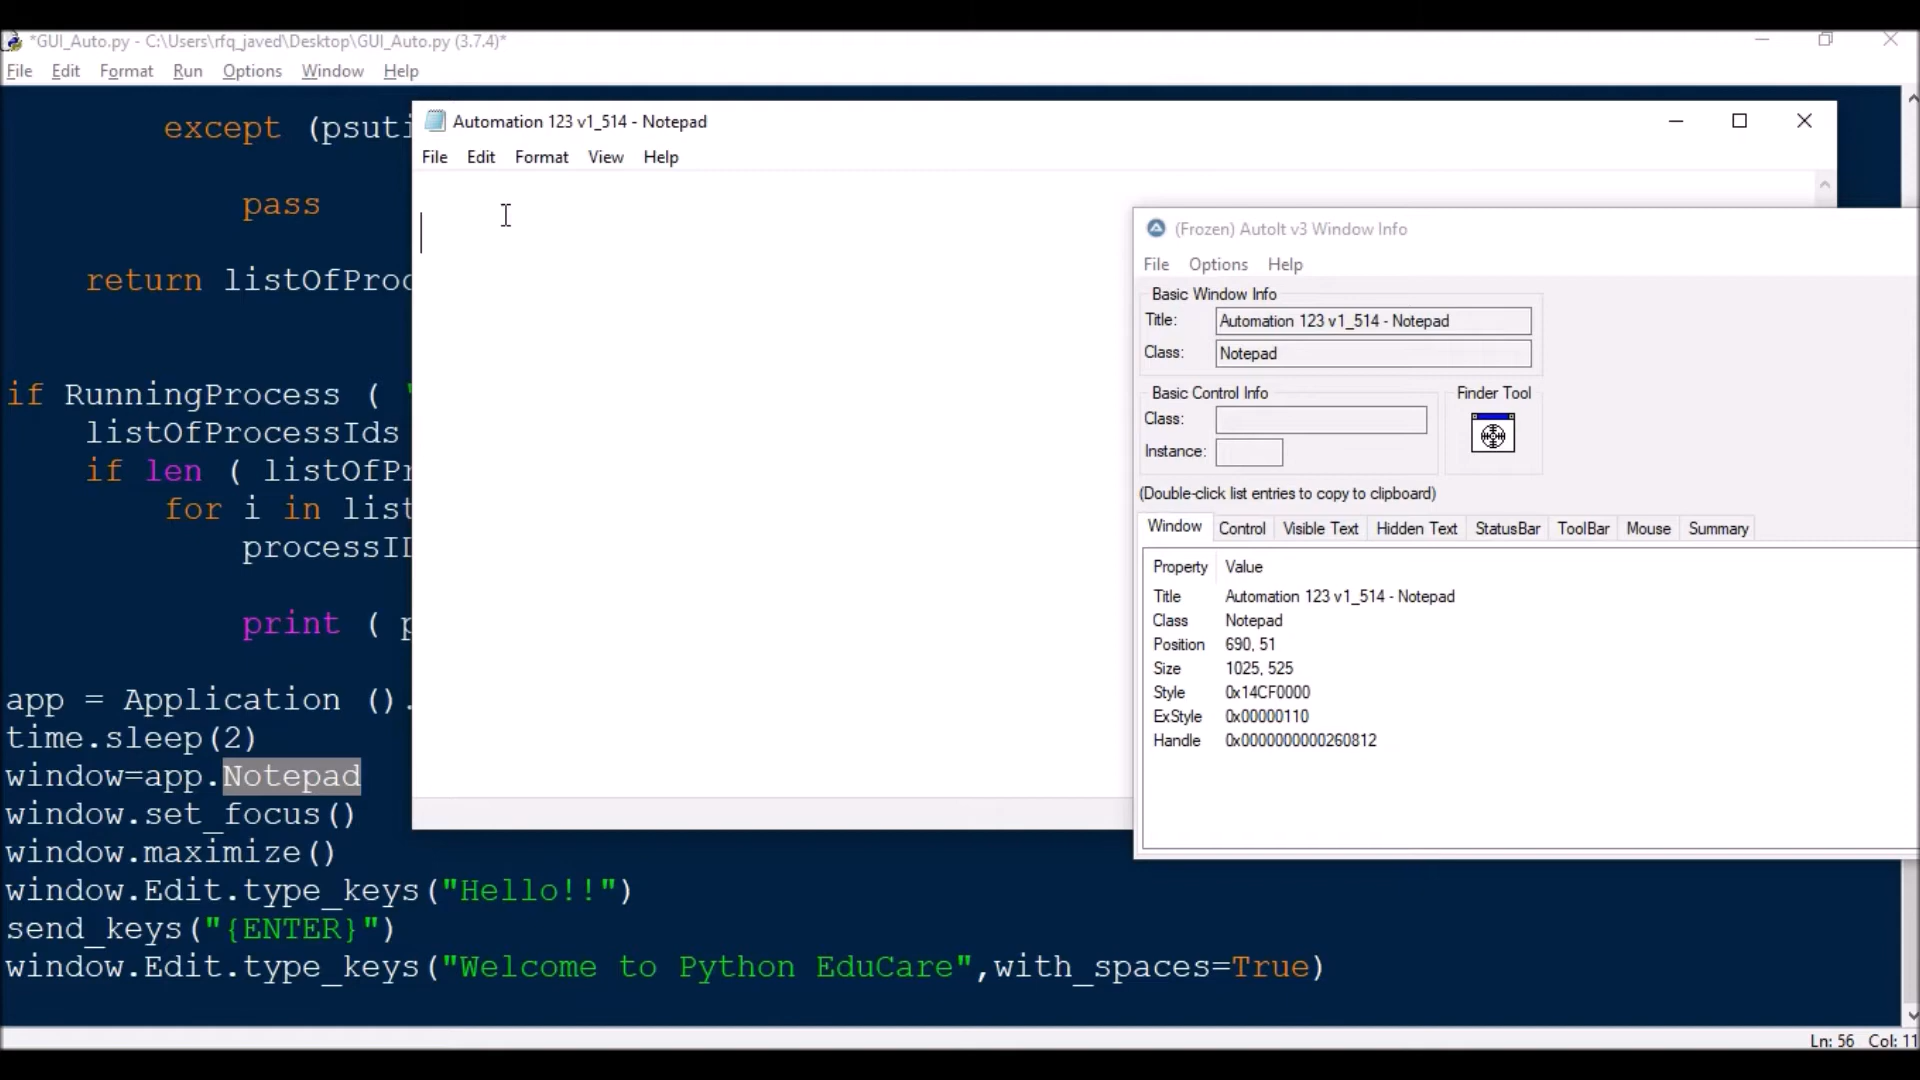 *GUI_Auto.py - C:\Users\rfq_javed\Desktop\GUI_Auto.py (3.7.4)*
File Edit Format Run Options Window Help
except (psuti
pass
return listOfProc
if RunningProcess (
listOfProcessIds
if len ( listOfPr
for i in list
processID
print ( p
app = Application ().
time.sleep(2)
window=app.Notepad
window.set_focus()
window.maximize()
window.Edit.type_keys("Hello!!")
send_keys("{ENTER}")
window.Edit.type_keys("Welcome to Python EduCare",with_spaces=True)
Ln: 56 Col: 11
Automation 123 v1_514 - Notepad
File Edit Format View Help
(Frozen) AutoIt v3 Window Info
File Options Help
Basic Window Info
Title: Automation 123 v1_514 - Notepad
Class: Notepad
Basic Control Info
Finder Tool
Class:
Instance:
(Double-click list entries to copy to clipboard)
Window Control Visible Text Hidden Text StatusBar ToolBar Mouse Summary
Property Value
Title Automation 123 v1_514 - Notepad
Class Notepad
Position 690, 51
Size 1025, 525
Style 0x14CF0000
ExStyle 0x00000110
Handle 0x0000000000260812